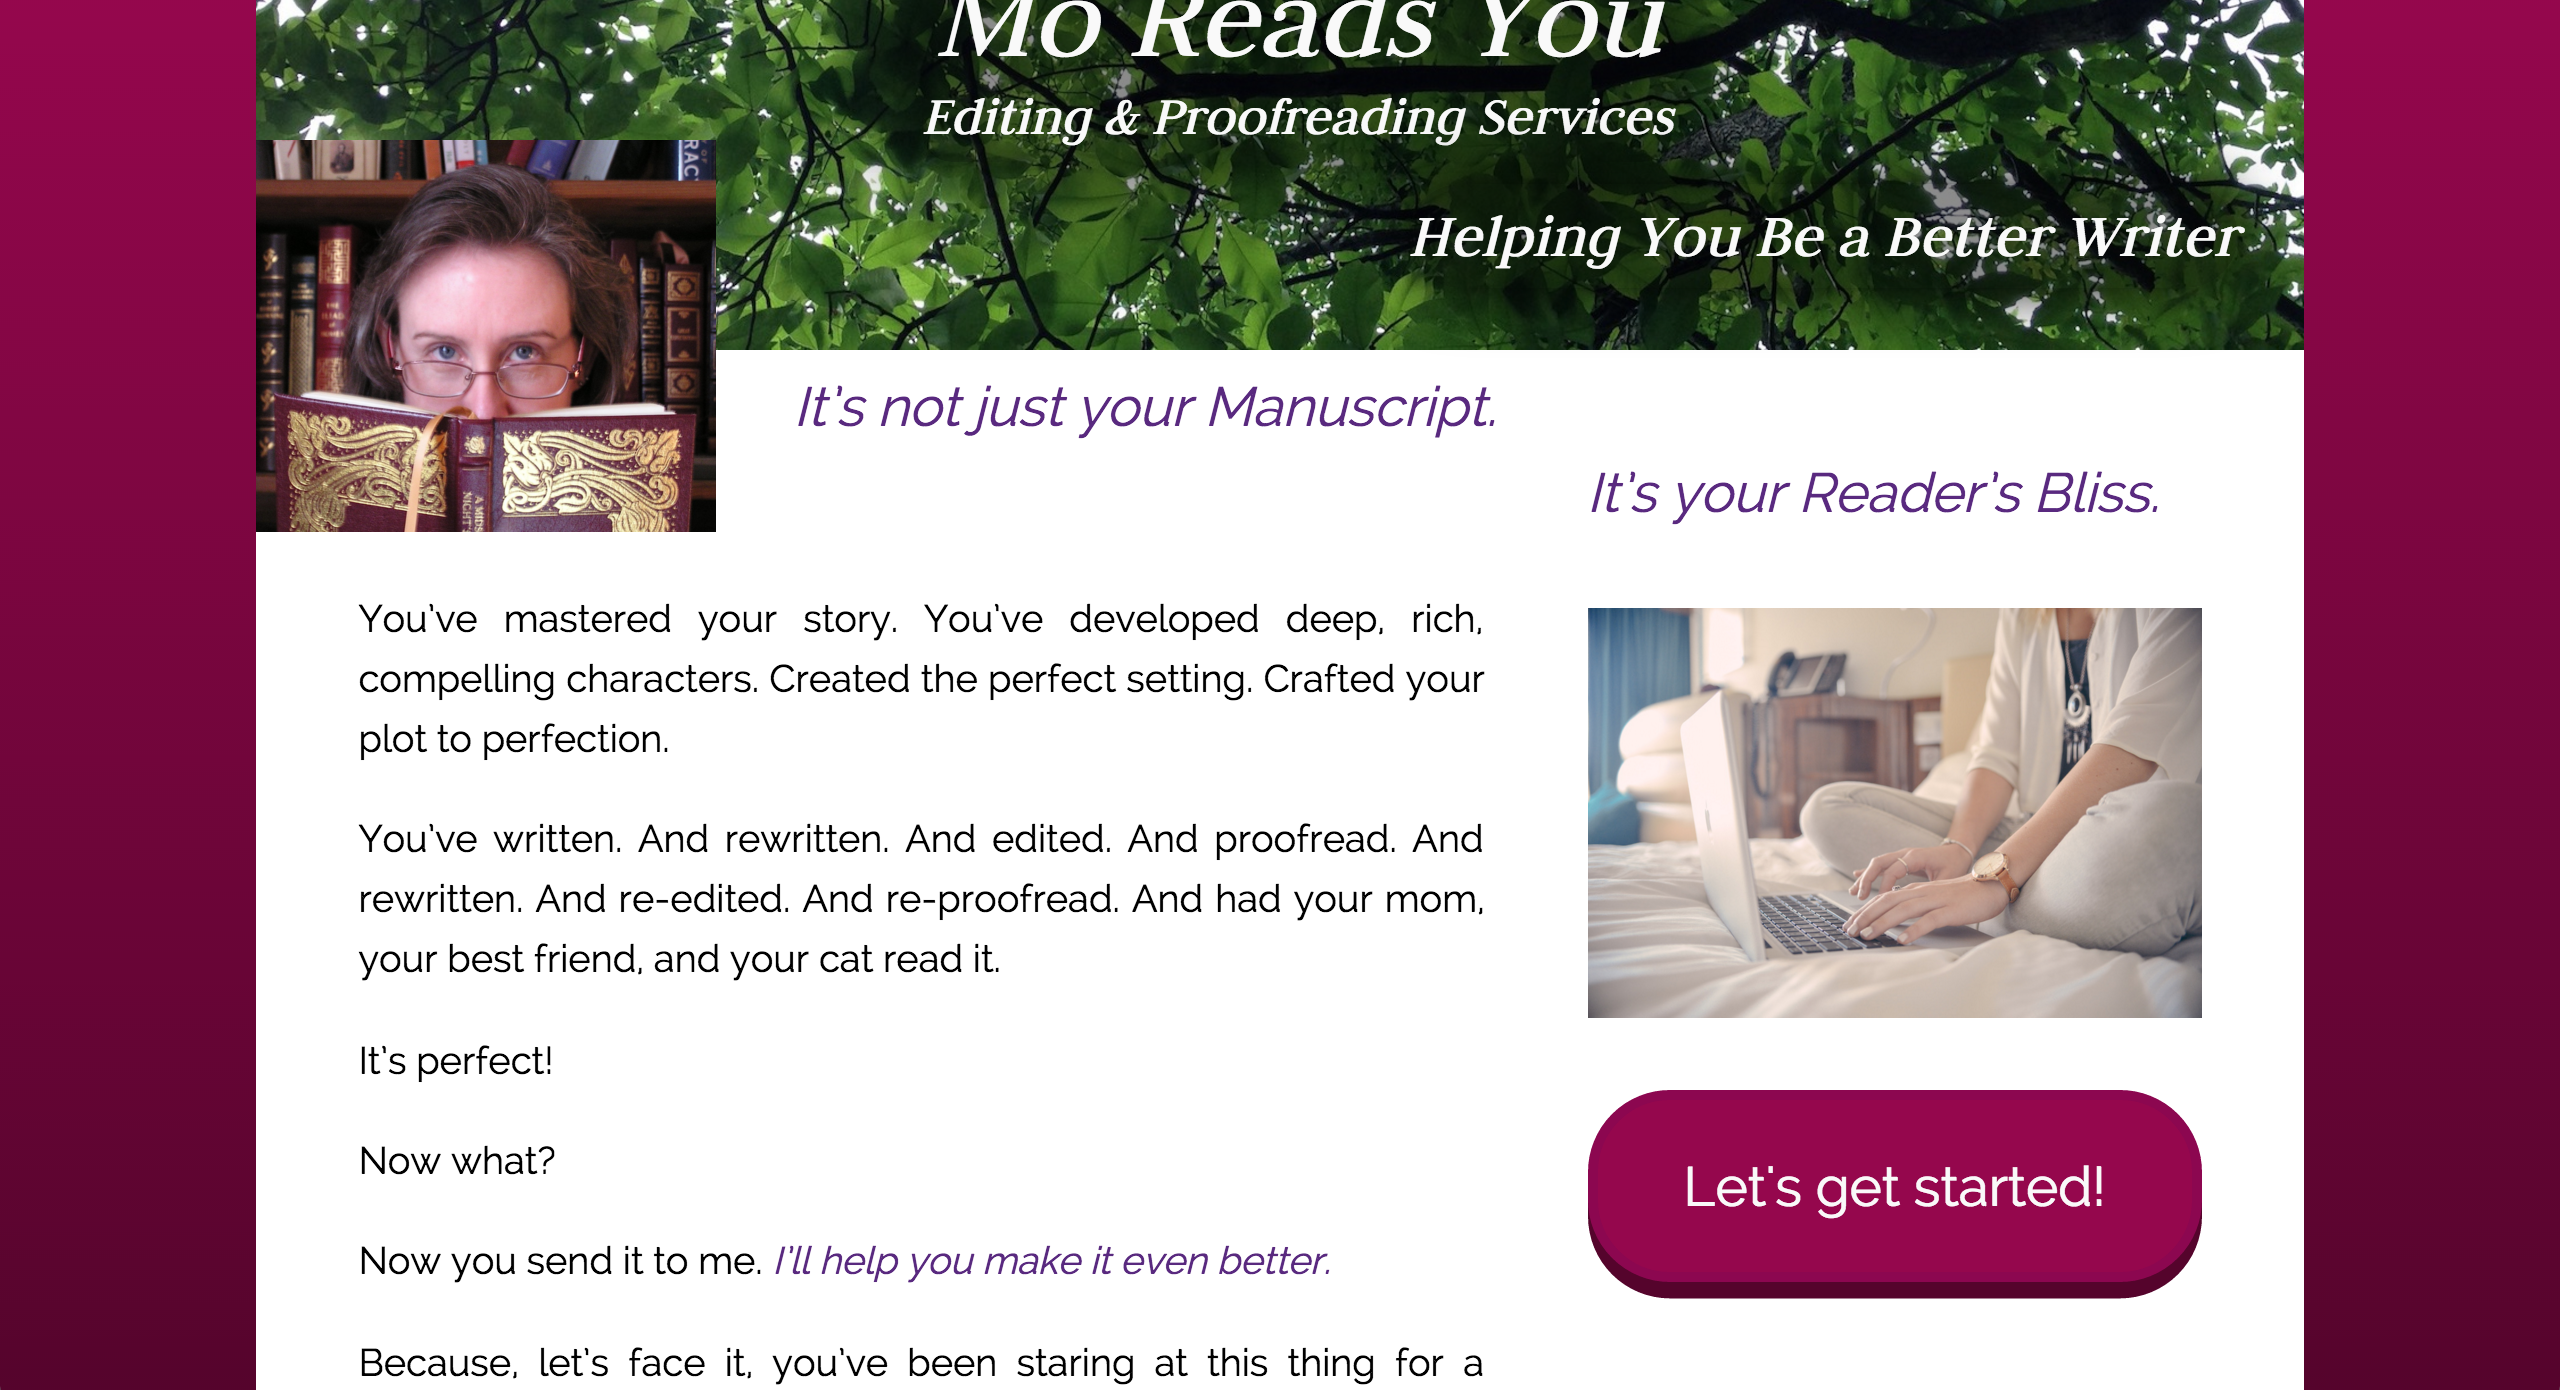 Mo Reads You
Editing & Proofreading Services
Helping You Be a Better Writer
It's not just your Manuscript.
It's your Reader's Bliss.
You've mastered your story. You've developed deep, rich,
compelling characters. Created the perfect setting. Crafted your
plot to perfection.
You've written. And rewritten. And edited. And proofread. And
rewritten. And re-edited. And re-proofread. And had your mom,
your best friend, and your cat read it.
It's perfect!
Now what?
Now you send it to me. I'll help you make it even better.
Because, let's face it, you've been staring at this thing for a
Let's get started!